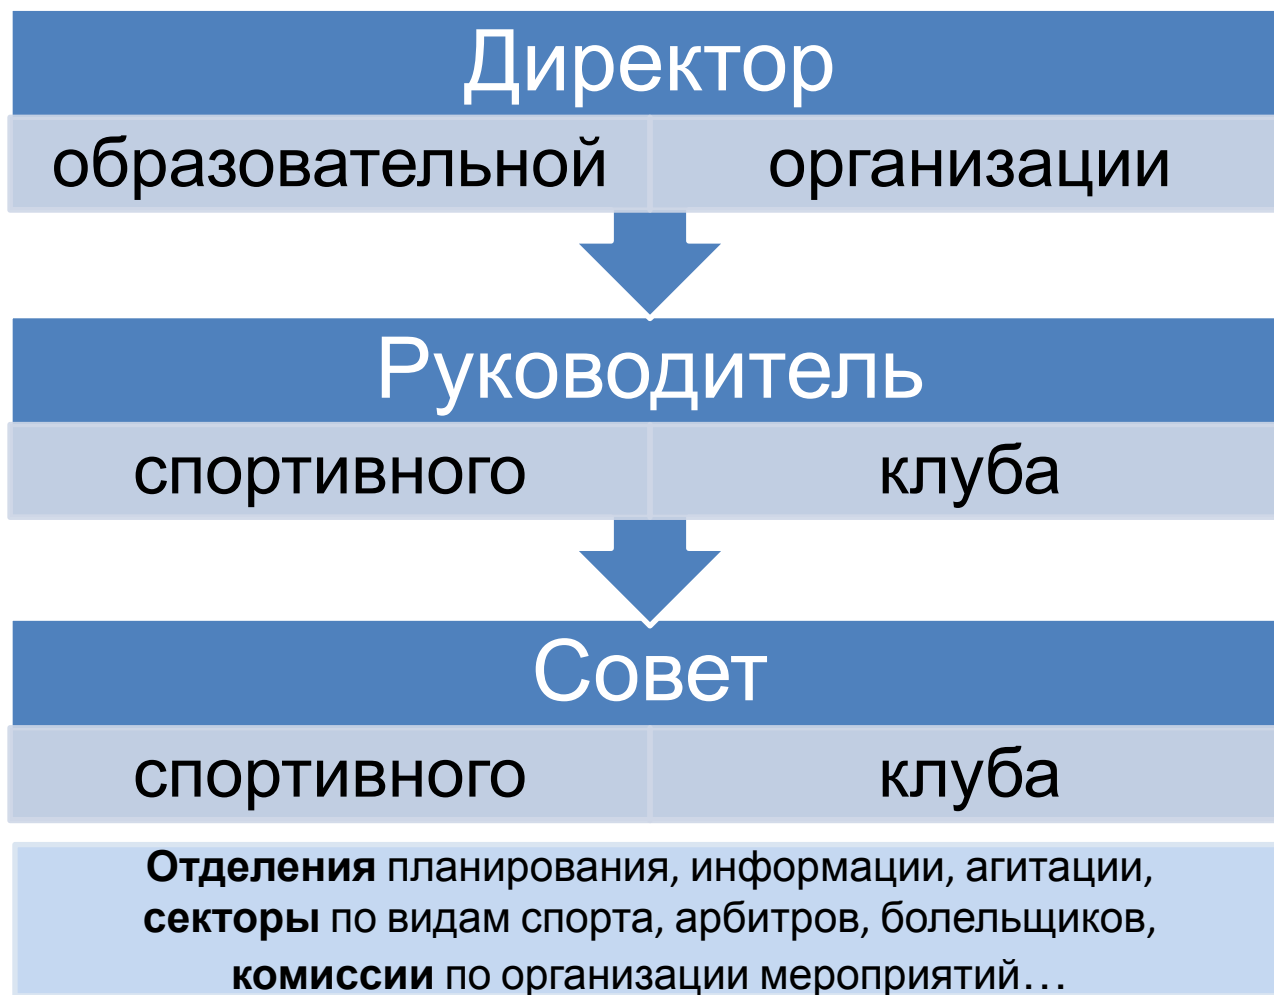 Директор
образовательной организации
Руководитель
спортивного клуба
Совет
спортивного клуба
Отделения планирования, информации, агитации,
секторы по видам спорта, арбитров, болельщиков,
комиссии по организации мероприятий…